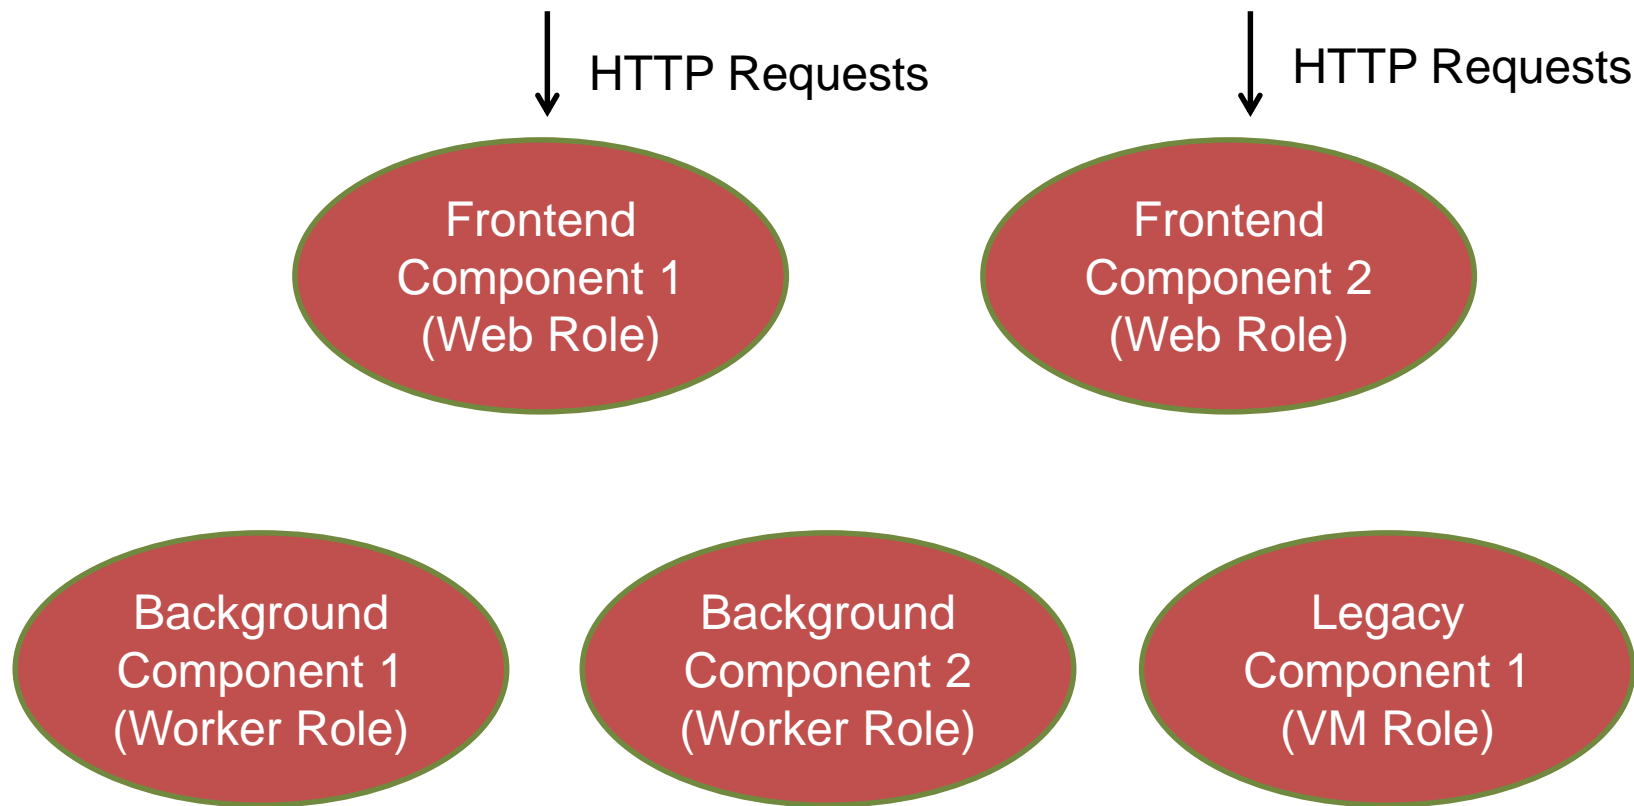 HTTP Requests
HTTP Requests
Frontend
Component 1
(Web Role)
Frontend
Component 2
(Web Role)
Background
Component 1
(Worker Role)
Background
Component 2
(Worker Role)
Legacy
Component 1
(VM Role)